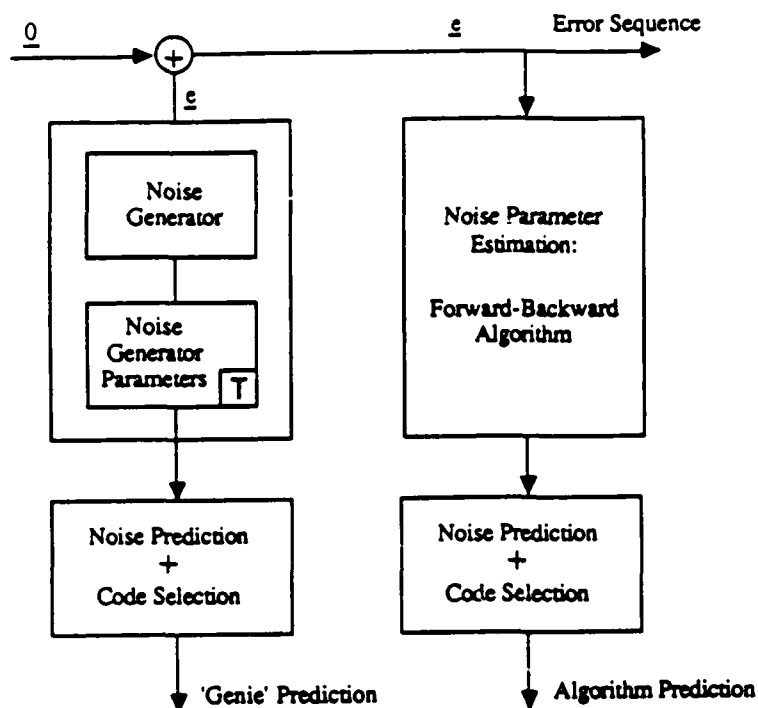 0
+
e
e
Error Sequence
Noise
Generator
Noise
Generator
Parameters
T
Noise Parameter
Estimation:
Forward-Backward
Algorithm
Noise Prediction
+
Code Selection
Noise Prediction
+
Code Selection
'Genie' Prediction
Algorithm Prediction